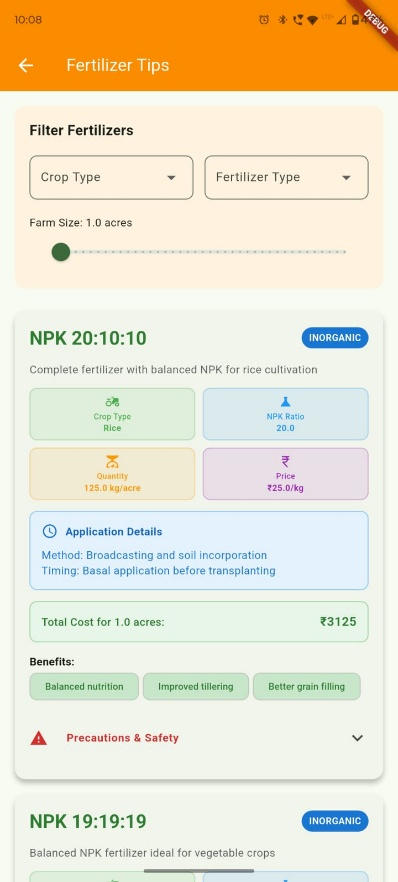 10:08
LTE+
DEBUG
Fertilizer Tips
Filter Fertilizers
Crop Type
Fertilizer Type
Farm Size: 1.0 acres
NPK 20:10:10
INORGANIC
Complete fertilizer with balanced NPK for rice cultivation
Crop Type
Rice
NPK Ratio
20.0
Quantity
125.0 kg/acre
₹
Price
₹25.0/kg
Application Details
Method: Broadcasting and soil incorporation
Timing: Basal application before transplanting
Total Cost for 1.0 acres:
₹3125
Benefits:
Balanced nutrition
Improved tillering
Better grain filling
Precautions & Safety
NPK 19:19:19
INORGANIC
Balanced NPK fertilizer ideal for vegetable crops